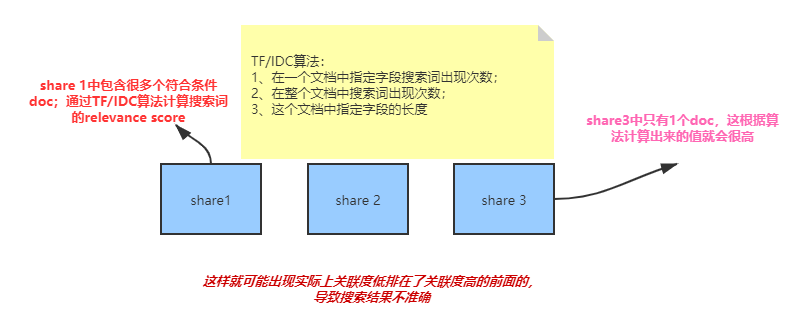 TF/IDC算法：
1、在一个文档中指定字段搜索词出现次数；
2、在整个文档中搜索词出现次数；
3、这个文档中指定字段的长度
share 1中包含很多个符合条件
doc；通过TF/IDC算法计算搜索词
的relevance score
share3中只有1个doc，这根据算
法计算出来的值就会很高
share1
share 2
share 3
这样就可能出现实际上关联度低排在了关联度高的前面的，
导致搜索结果不准确